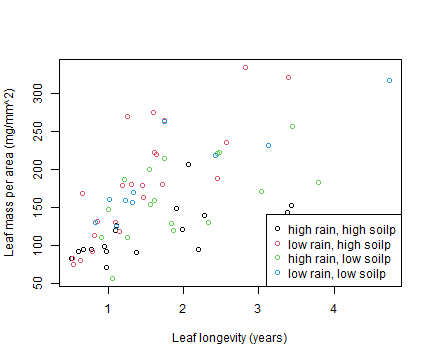 Leaf mass per area (mg/mm^2)
300
250
200
150
100
50
high rain, high soilp
low rain, high soilp
high rain, low soilp
low rain, low soilp
1
2
3
4
Leaf longevity (years)